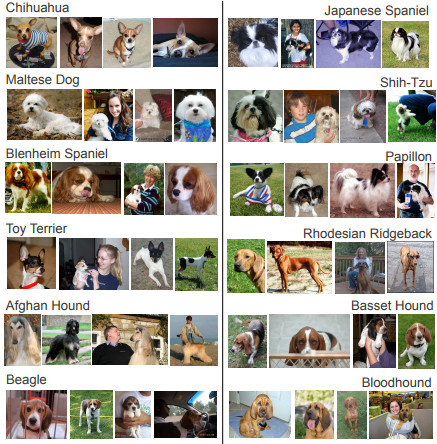 Chihuahua
Japanese Spaniel
Maltese Dog
Shih-Tzu
Blenheim Spaniel
Papillon
Toy Terrier
Rhodesian Ridgeback
Afghan Hound
Basset Hound
Beagle
Bloodhound